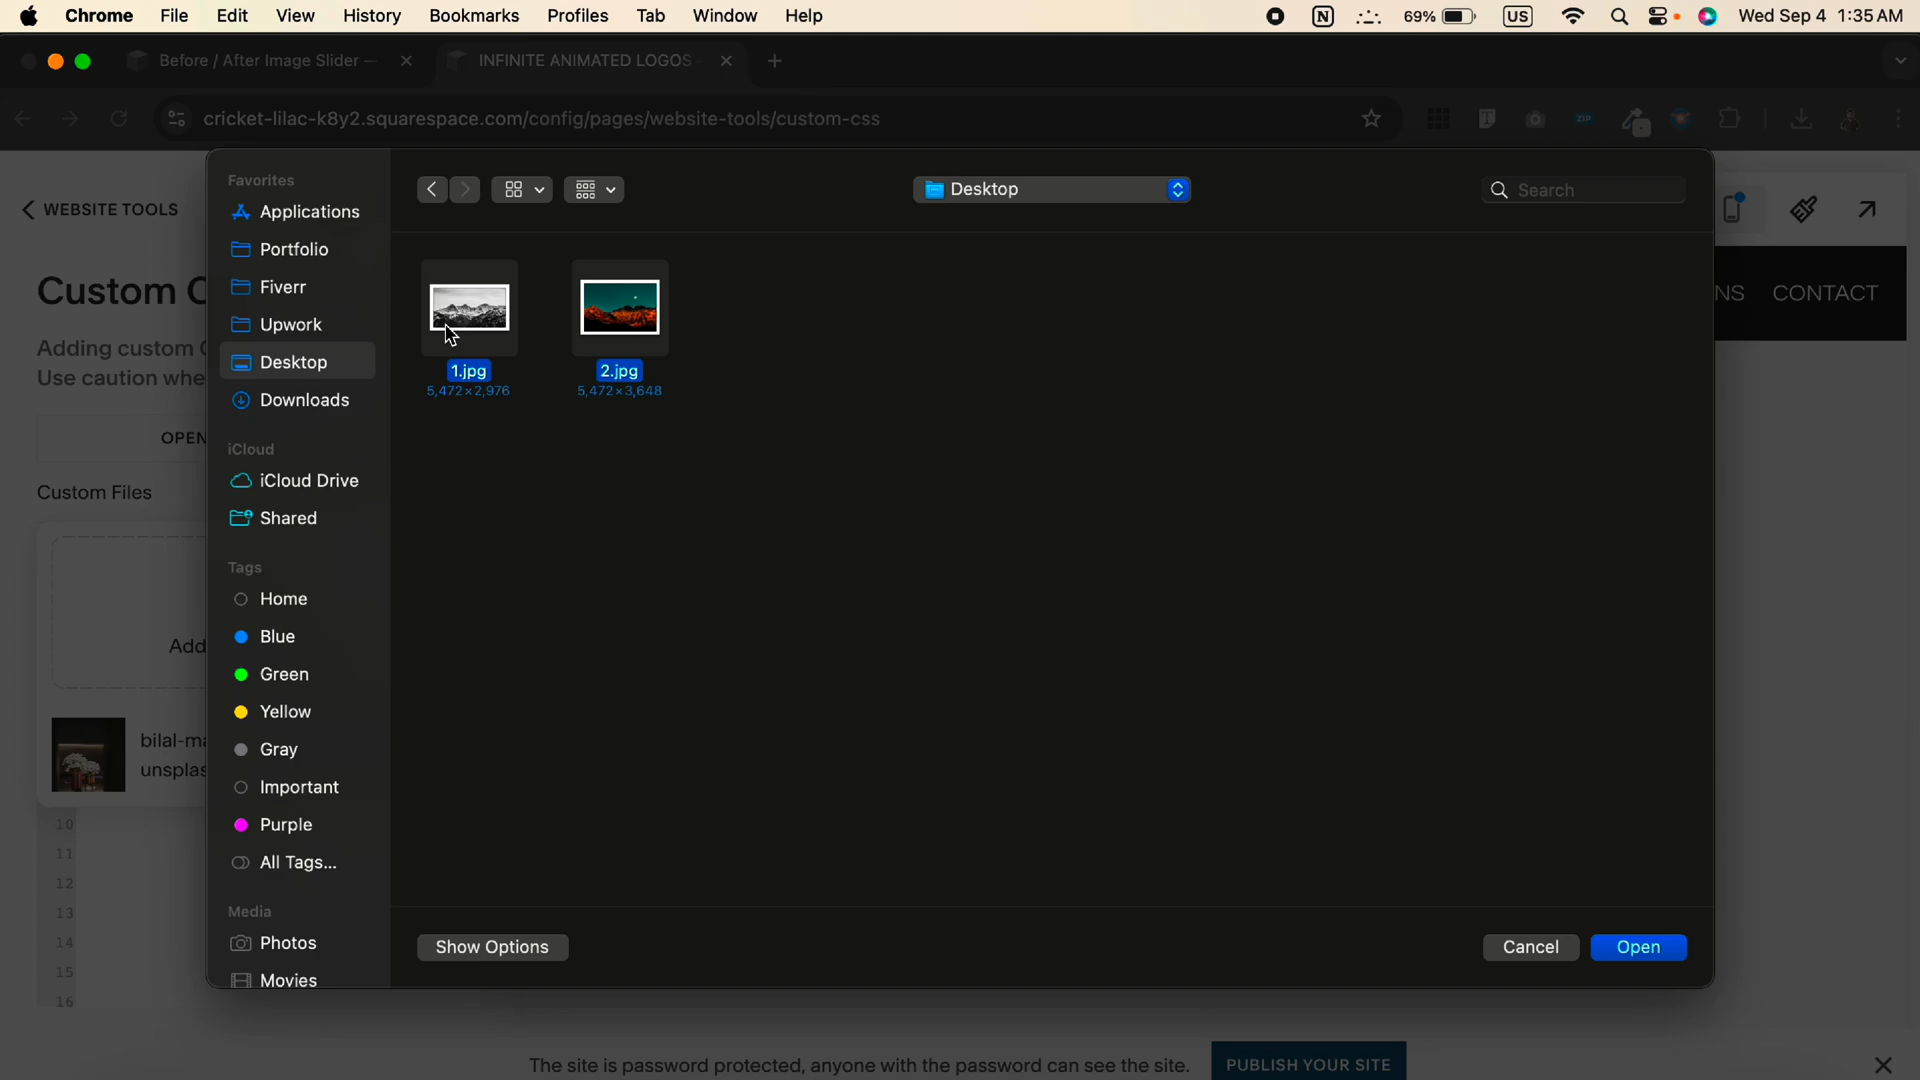 Chrome File Edit View History Bookmarks Profiles Tab Window Help
N 69% US Wed Sep 4 1:35 AM
Before / After Image Slider —
INFINITE ANIMATED LOGOS
cricket-lilac-k8y2.squarespace.com/config/pages/website-tools/custom-css
ZIP
WEBSITE TOOLS
Custom C
Adding custom
Use caution whe
OPEN
Custom Files
Add
bilal-ma
unsplas
10
11
12
13
14
15
16
Favorites
Applications
Portfolio
Fiverr
Upwork
Desktop
Downloads
iCloud
iCloud Drive
Shared
Tags
Home
Blue
Green
Yellow
Gray
Important
Purple
All Tags...
Media
Photos
Movies
Desktop
Search
1.jpg
5,472×2,976
2.jpg
5,472×3,648
Show Options
Cancel
Open
NS CONTACT
The site is password protected, anyone with the password can see the site.
PUBLISH YOUR SITE